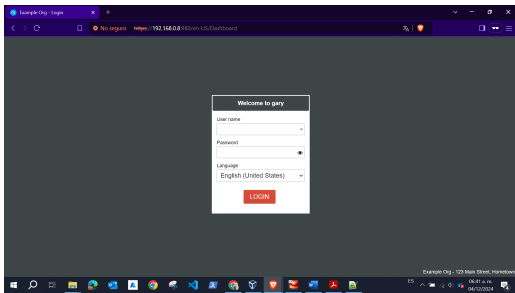 Example Org - Login
No seguro https://192.168.0.8:980/en-US/Dashboard
Welcome to gary
User name
Password
Language
English (United States)
LOGIN
Example Org - 123 Main Street, Hometown
ES
06:41 a. m.
04/12/2024